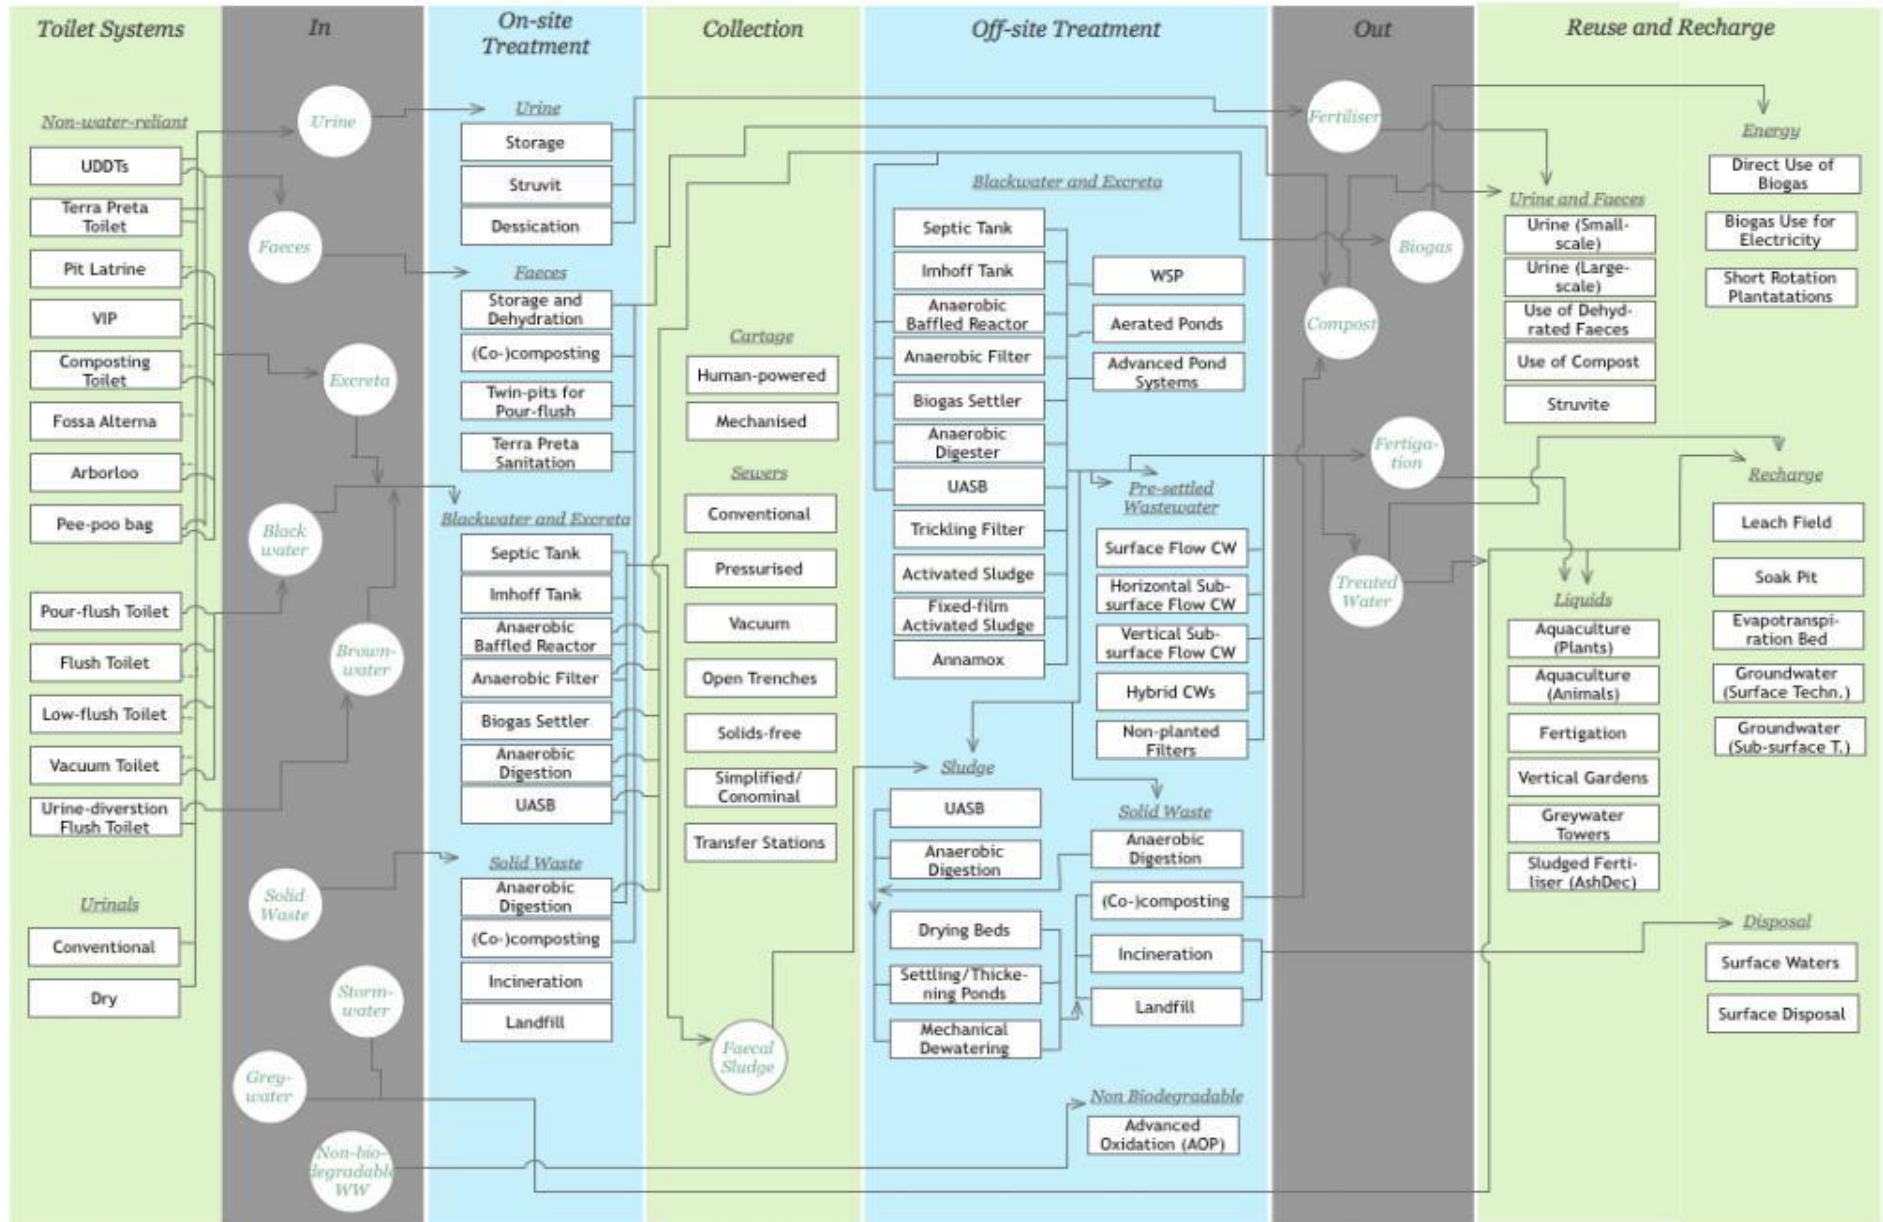 Toilet Systems
In
On-site
Treatment
Collection
Off-site Treatment
Out
Reuse and Recharge
Non-water-reliant
UDDTs
Terra Preta
Toilet
Pit Latrine
VIP
Composting
Toilet
Fossa Alterna
Arborloo
Pee-poo bag
Pour-flush Toilet
Flush Toilet
Low-flush Toilet
Vacuum Toilet
Urine-diverstion
Flush Toilet
Urinals
Conventional
Dry
Urine
Faeces
Excreta
Black
water
Brown-
water
Solid
Waste
Storm-
water
Grey-
water
Non-bio-
degradable
WW
Urine
Storage
Struvit
Dessication
Faeces
Storage and
Dehydration
(Co-)composting
Twin-pits for
Pour-flush
Terra Preta
Sanitation
Blackwater and Excreta
Septic Tank
Imhoff Tank
Anaerobic
Baffled Reactor
Anaerobic Filter
Biogas Settler
Anaerobic
Digestion
UASB
Solid Waste
Anaerobic
Digestion
(Co-)composting
Incineration
Landfill
Cartage
Human-powered
Mechanised
Sewers
Conventional
Pressurised
Vacuum
Open Trenches
Solids-free
Simplified/
Conominal
Transfer Stations
Faecal
Sludge
Blackwater and Excreta
Septic Tank
Imhoff Tank
Anaerobic
Baffled Reactor
Anaerobic Filter
Biogas Settler
Anaerobic
Digester
UASB
Trickling Filter
Activated Sludge
Fixed-film
Activated Sludge
Annamox
WSP
Aerated Ponds
Advanced Pond
Systems
Pre-settled
Wastewater
Surface Flow CW
Horizontal Sub-
surface Flow CW
Vertical Sub-
surface Flow CW
Hybrid CWs
Non-planted
Filters
Sludge
UASB
Anaerobic
Digestion
Drying Beds
Settling/Thicke-
ning Ponds
Mechanical
Dewatering
Solid Waste
Anaerobic
Digestion
(Co-)composting
Incineration
Landfill
Non Biodegradable
Advanced
Oxidation (AOP)
Fertiliser
Biogas
Compost
Fertiga-
tion
Treated
Water
Urine and Faeces
Urine (Small-
scale)
Urine (Large-
scale)
Use of Dehyd-
rated Faeces
Use of Compost
Struvite
Liquids
Aquaculture
(Plants)
Aquaculture
(Animals)
Fertigation
Vertical Gardens
Greywater
Towers
Sludged Ferti-
liser (AshDec)
Energy
Direct Use of
Biogas
Biogas Use for
Electricity
Short Rotation
Plantatations
Recharge
Leach Field
Soak Pit
Evapotranspi-
ration Bed
Groundwater
(Surface Techn.)
Groundwater
(Sub-surface T.)
Disposal
Surface Waters
Surface Disposal